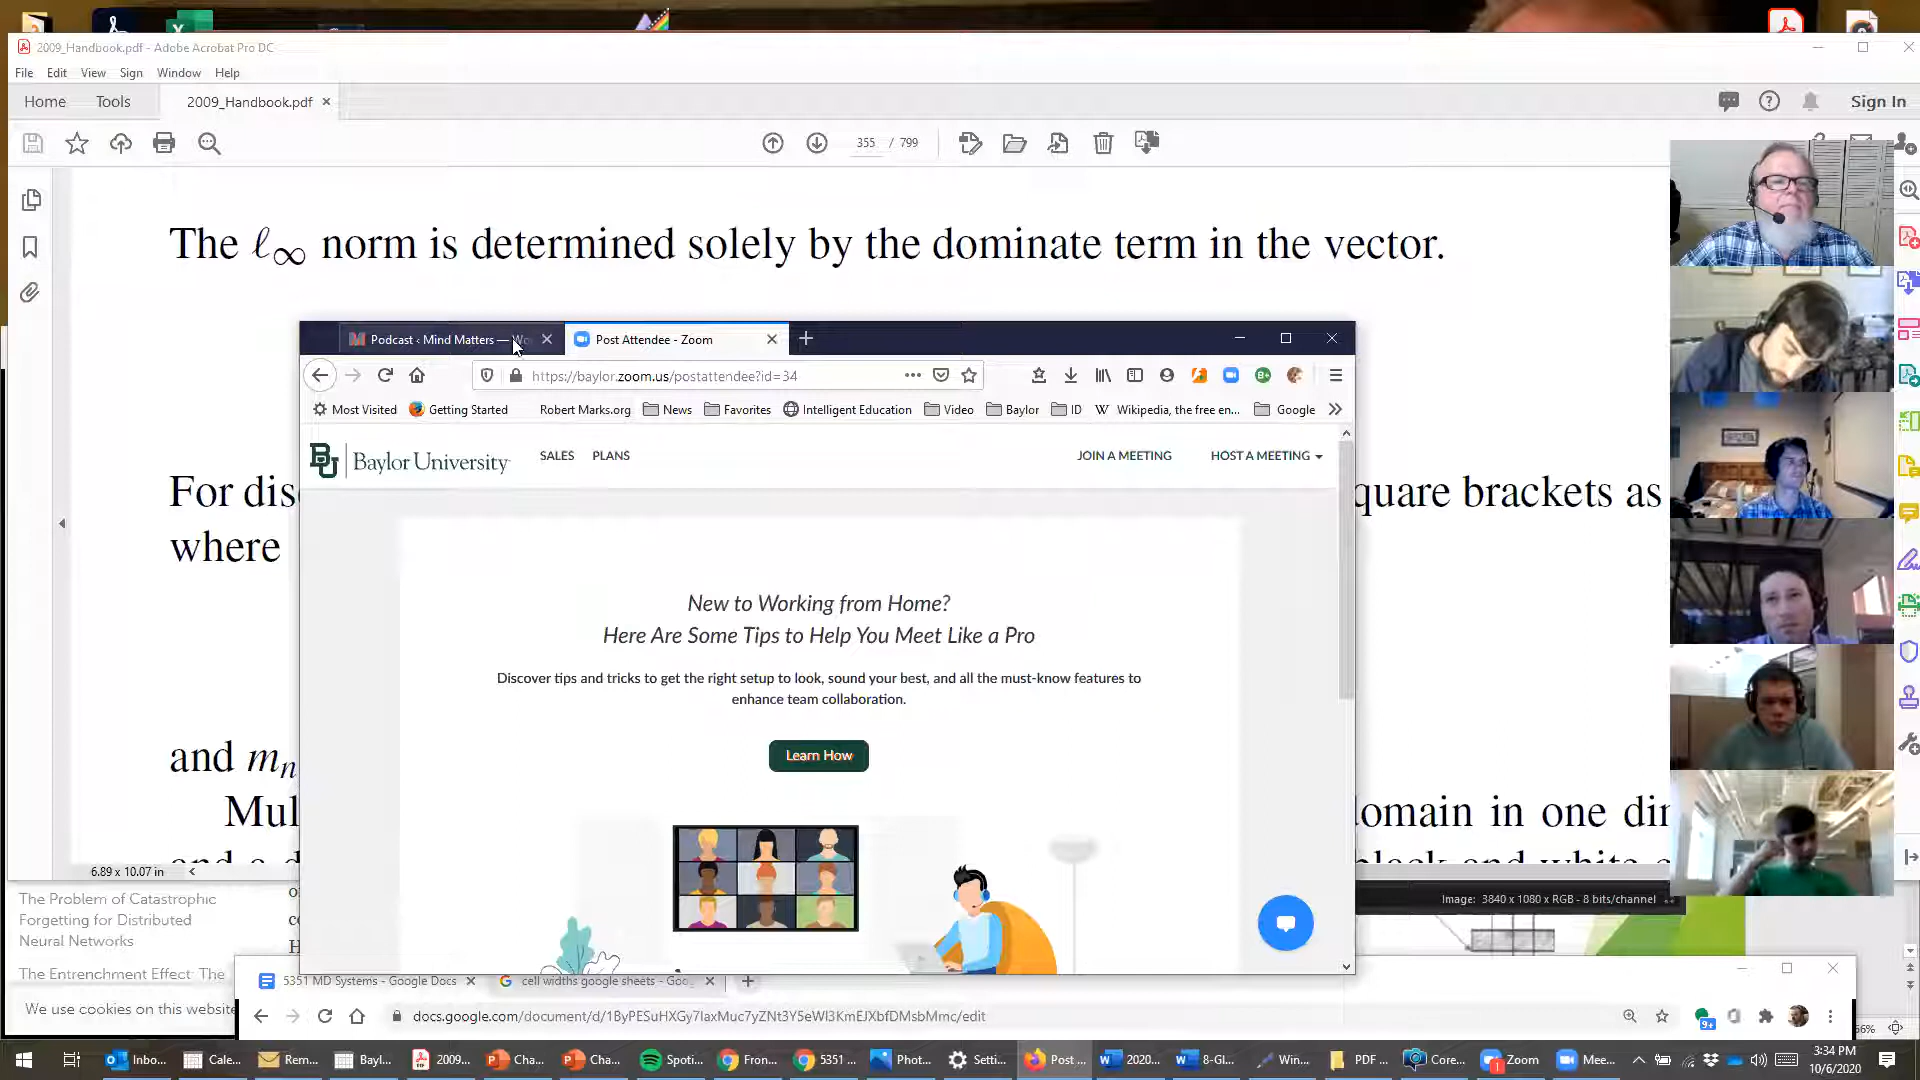 2009_Handbook.pdf - Adobe Acrobat Pro DC
File Edit View Sign Window Help
Home Tools 2009_Handbook.pdf Sign In
355 / 799
The ℓ∞ norm is determined solely by the dominate term in the vector.
Podcast ‹ Mind Matters — Wo
Post Attendee - Zoom
https://baylor.zoom.us/postattendee?id=34
Most Visited Getting Started Robert Marks.org News Favorites Intelligent Education Video Baylor ID Wikipedia, the free en... Google
BU Baylor University SALES PLANS JOIN A MEETING HOST A MEETING
For dis
quare brackets as
where
New to Working from Home?
Here Are Some Tips to Help You Meet Like a Pro
Discover tips and tricks to get the right setup to look, sound your best, and all the must-know features to
enhance team collaboration.
Learn How
and mn
Mul
domain in one dir
black and white
6.89 x 10.07 in
Image: 3840 x 1080 x RGB - 8 bits/channel
The Problem of Catastrophic
Forgetting for Distributed
Neural Networks
The Entrenchment Effect: The
We use cookies on this website
5351 MD Systems - Google Docs
cell widths google sheets - Goo
docs.google.com/document/d/1ByPESuHXGy7IaxMuc7yZNt3Y5eWl3KmEJXbfDMsbMmc/edit
9+
56%
Inbo... Cale... Rem... Bayl... 2009... Cha... Cha... Spoti... Fron... 5351 ... Phot... Setti... Post ... 2020... 8-Gl... Win... PDF ... Core... Zoom Mee...
3:34 PM
10/6/2020